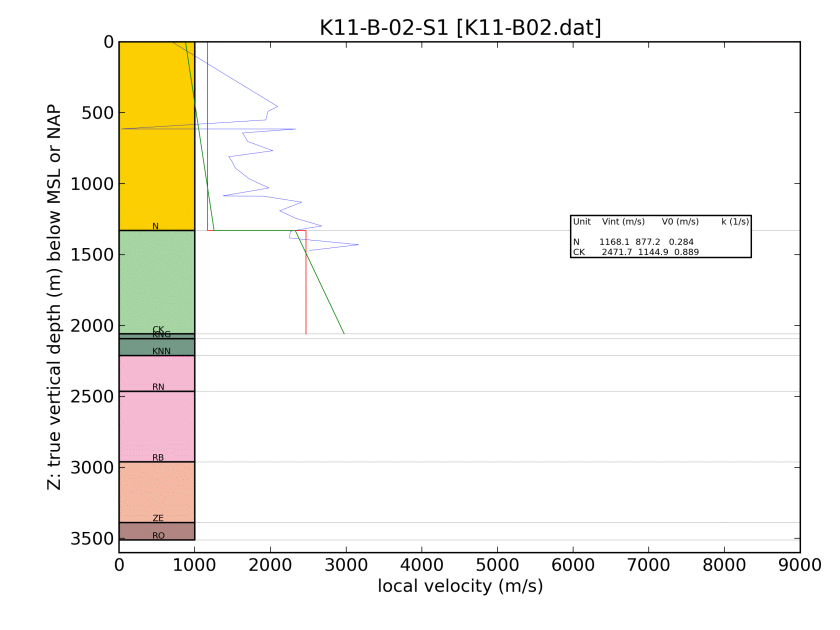 K11-B-02-S1 [K11-B02.dat]
0
500
1000
1500
2000
2500
3000
3500
Z: true vertical depth (m) below MSL or NAP
N
CK
KNG
KNN
RN
RB
ZE
RO
Unit Vint (m/s) V0 (m/s) k (1/s)
N 1168.1 877.2 0.284
CK 2471.7 1144.9 0.889
0 1000 2000 3000 4000 5000 6000 7000 8000 9000
local velocity (m/s)